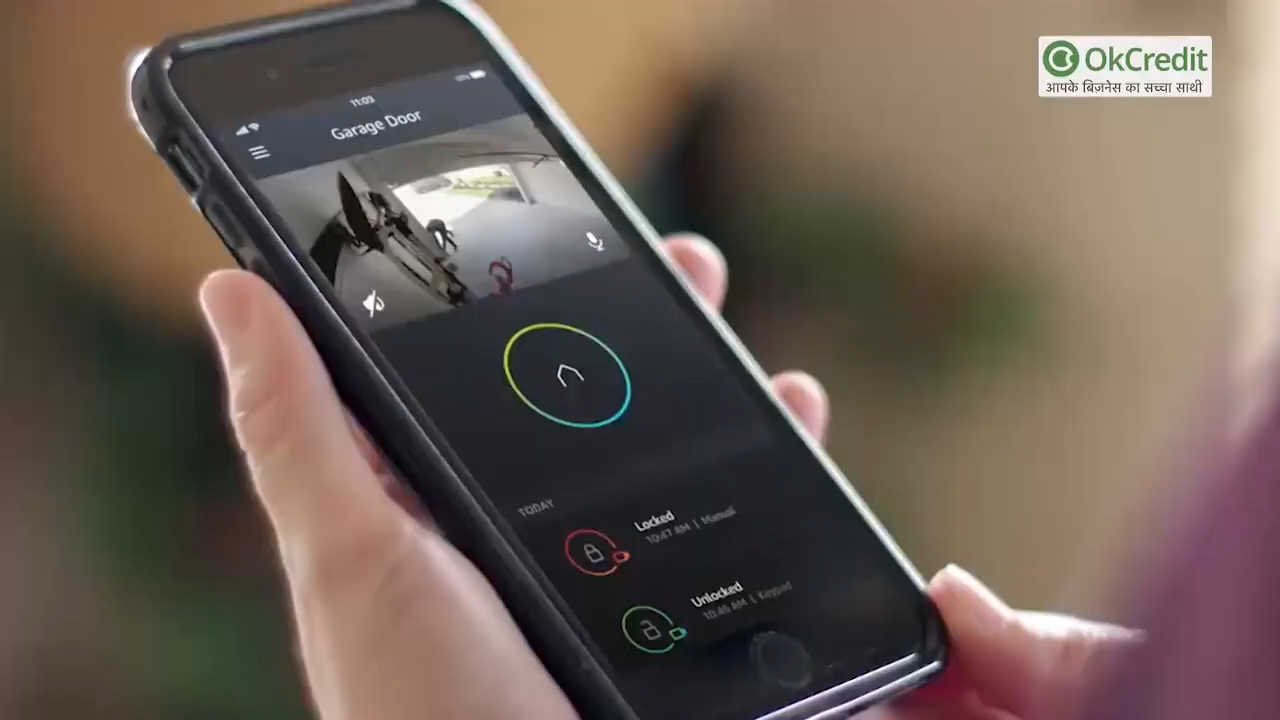 OkCredit
आपके बिज़नेस का सच्चा साथी
11:03
Garage Door
TODAY
Locked
10:47 AM | Manual
Unlocked
10:46 AM | Keypad